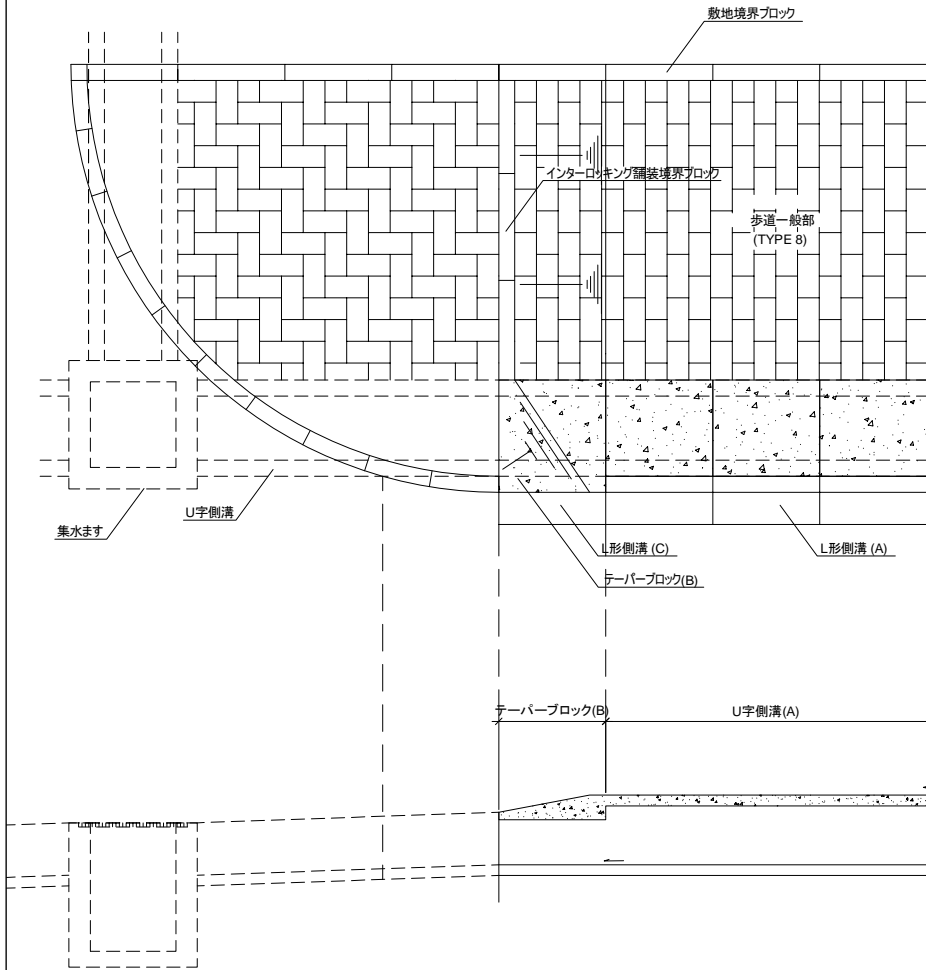 敷地境界ブロック
インターロッキング舗装境界ブロック
歩道一般部
(TYPE 8)
U字側溝
集水ます
L形側溝 (C)
L形側溝 (A)
テーパーブロック(B)
テーパーブロック(B)
U字側溝(A)